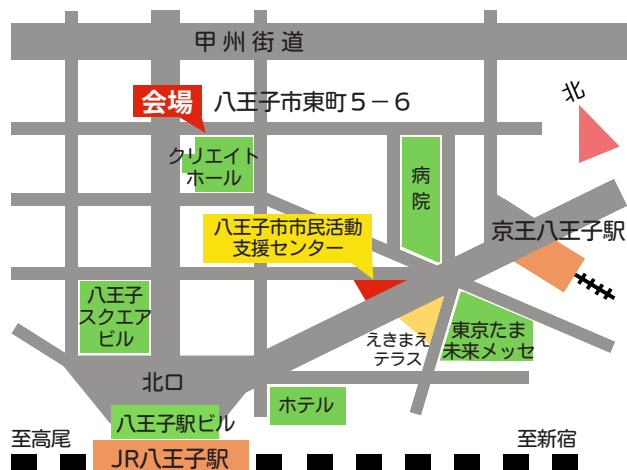 甲州街道
会場 八王子市東町5－6
北
クリエイト
ホール
病
院
八王子市市民活動
支援センター
京王八王子駅
八王子
スクエア
ビル
えきまえ
テラス
東京たま
未来メッセ
北口
ホテル
八王子駅ビル
至高尾
至新宿
JR八王子駅